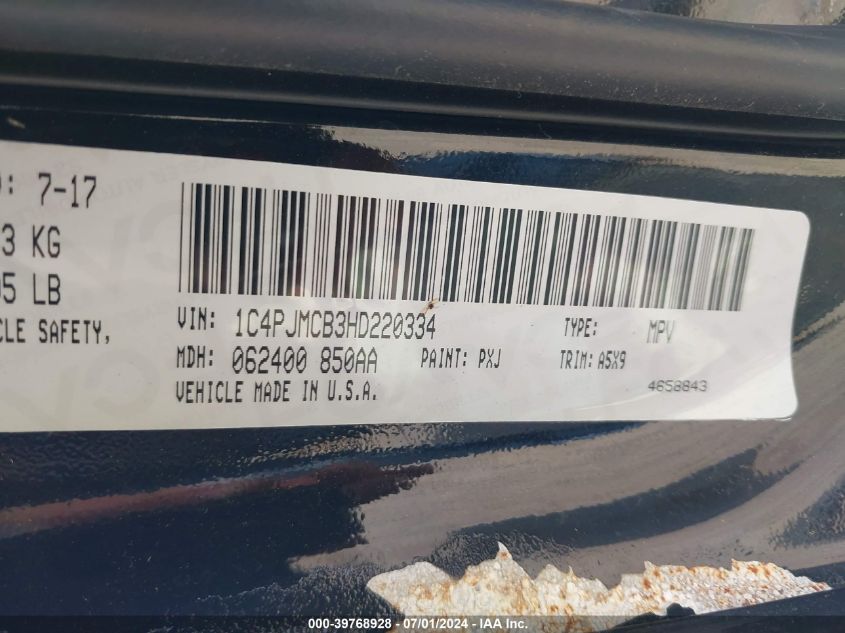 D: 7-17
3 KG
05 LB
CLE SAFETY,
VIN: 1C4PJMCB3HD220334 TYPE: MPV
MDH: 062400 850AA PAINT: PXJ TRIM: A5X9
VEHICLE MADE IN U.S.A. 4658843
000-39768928 - 07/01/2024 - IAA Inc.